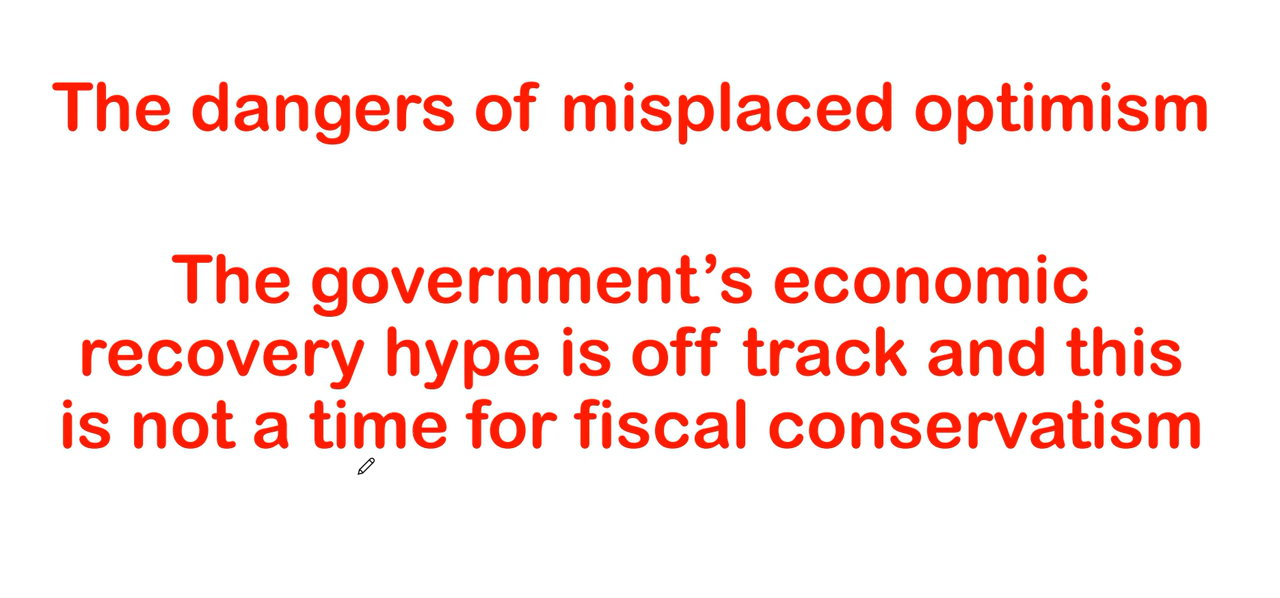 The dangers of misplaced optimism
The government’s economic
recovery hype is off track and this
is not a time for fiscal conservatism